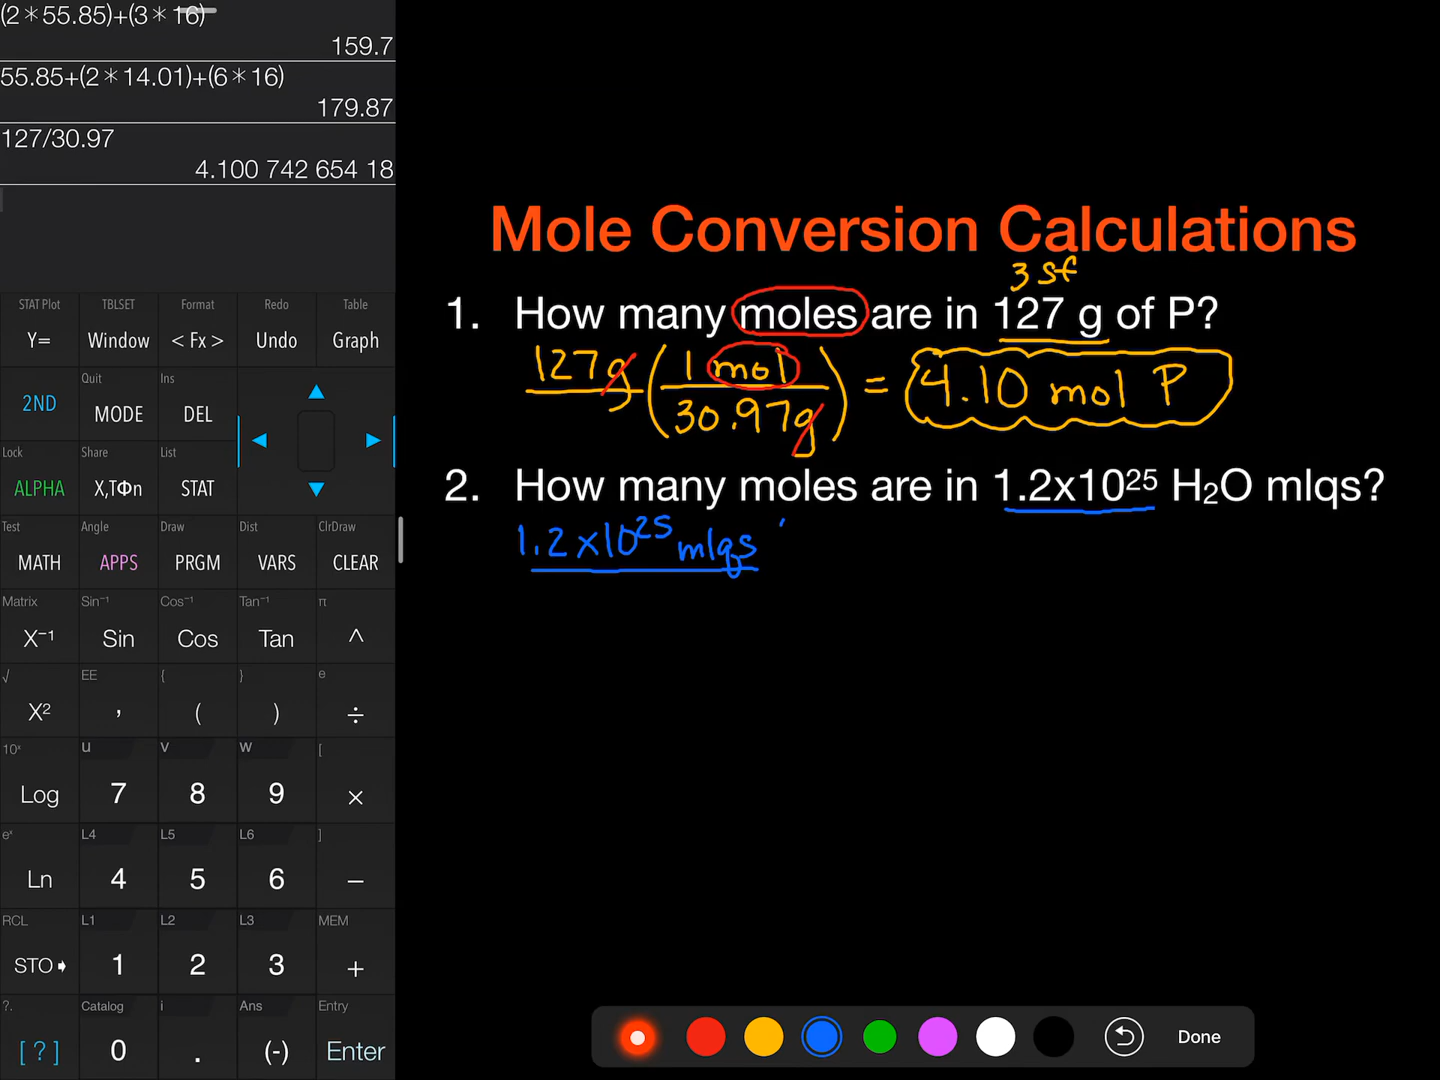 (2*55.85)+(3*16)
159.7
55.85+(2*14.01)+(6*16)
179.87
127/30.97
4.100 742 654 18
Mole Conversion Calculations
3 sf
1. How many moles are in 127 g of P?
127g (1 mol / 30.97g) = 4.10 mol P
2. How many moles are in 1.2x10²⁵ H₂O mlqs?
1.2x10²⁵ mlqs
STAT Plot TBLSET Format Redo Table
Y= Window < Fx > Undo Graph
Quit Ins
2ND MODE DEL
Lock Share List
ALPHA X,TΦn STAT
Test Angle Draw Dist ClrDraw
MATH APPS PRGM VARS CLEAR
Matrix Sin⁻¹ Cos⁻¹ Tan⁻¹ π
X⁻¹ Sin Cos Tan ^
√ EE { } e
X² , ( ) ÷
10ˣ u v w [
Log 7 8 9 ×
eˣ L4 L5 L6 ]
Ln 4 5 6 −
RCL L1 L2 L3 MEM
STO➧ 1 2 3 +
?. Catalog i Ans Entry
[ ? ] 0 . (-) Enter
Done